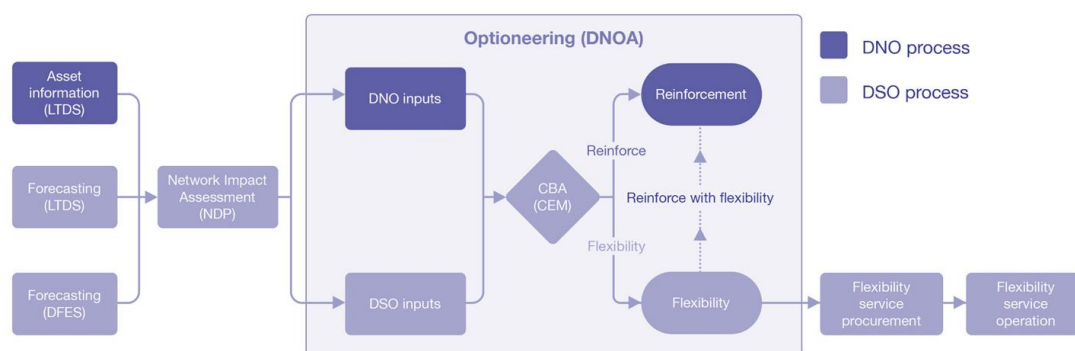 Optioneering (DNOA)
DNO process
DSO process
Asset
information
(LTDS)
Forecasting
(LTDS)
Forecasting
(DFES)
Network Impact
Assessment
(NDP)
DNO inputs
DSO inputs
CBA
(CEM)
Reinforce
Reinforce with flexibility
Flexibility
Reinforcement
Flexibility
Flexibility
service
procurement
Flexibility
service
operation